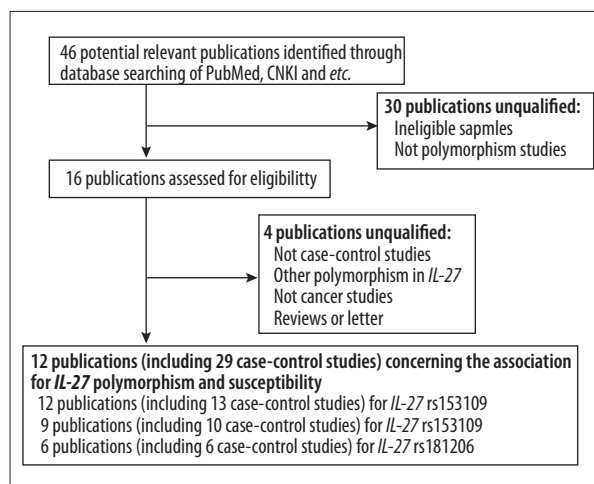 46 potential relevant publications identified through
database searching of PubMed, CNKI and etc.
30 publications unqualified:
Ineligible sapmles
Not polymorphism studies
16 publications assessed for eligibilitty
4 publications unqualified:
Not case-control studies
Other polymorphism in IL-27
Not cancer studies
Reviews or letter
12 publications (including 29 case-control studies) concerning the association
for IL-27 polymorphism and susceptibility
12 publications (including 13 case-control studies) for IL-27 rs153109
9 publications (including 10 case-control studies) for IL-27 rs153109
6 publications (including 6 case-control studies) for IL-27 rs181206